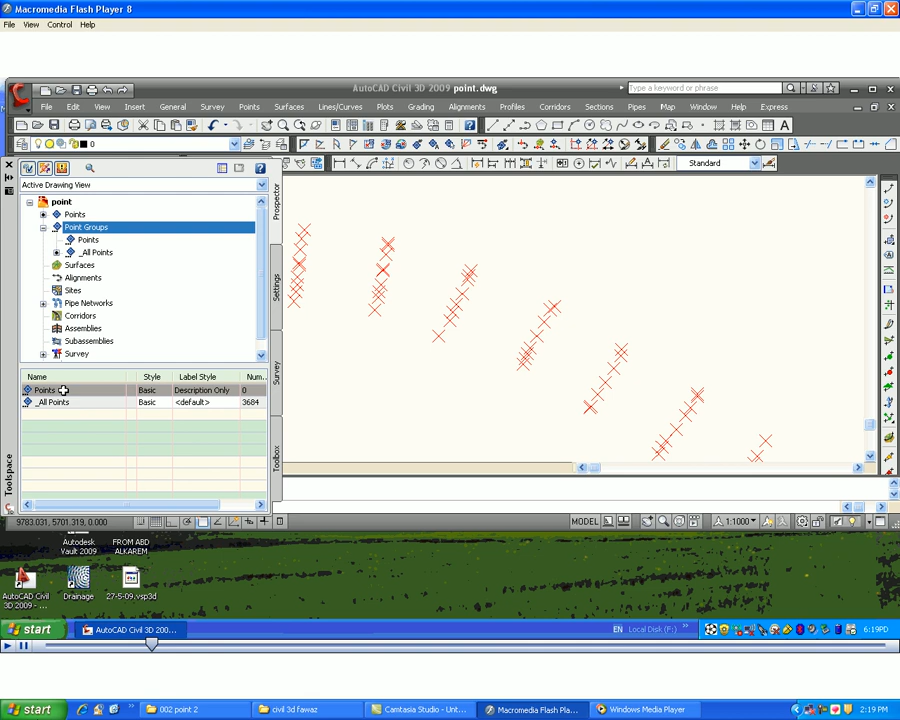 Macromedia Flash Player 8
File View Control Help
AutoCAD Civil 3D 2009 point.dwg
Type a keyword or phrase
File Edit View Insert General Survey Points Surfaces Lines/Curves Plots Grading Alignments Profiles Corridors Sections Pipes Map Window Help Express
0
Standard
Active Drawing View
Prospector
Settings
Survey
Toolbox
Toolspace
point
Points
Point Groups
Points
_All Points
Surfaces
Alignments
Sites
Pipe Networks
Corridors
Assemblies
Subassemblies
Survey
Name Style Label Style Num...
Points Basic Description Only 0
_All Points Basic <default> 3684
9783.031, 5701.319, 0.000
MODEL
1:1000
Autodesk Vault 2009
FROM ABD ALKAREM
AutoCAD Civil 3D 2009 - ...
Drainage
27-5-09.vsp3d
start
AutoCAD Civil 3D 200...
EN
Local Disk (F:)
6:19PD
start
002 point 2
civil 3d fawaz
Camtasia Studio - Unt...
Macromedia Flash Pla...
Windows Media Player
2:19 PM